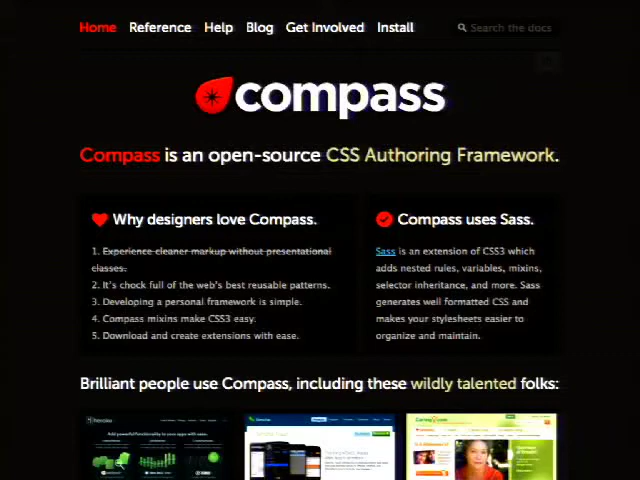 Home Reference Help Blog Get Involved Install Search the docs
compass
Compass is an open-source CSS Authoring Framework.
Why designers love Compass.
1. Experience cleaner markup without presentational
classes.
2. It's chock full of the web's best reusable patterns.
3. Developing a personal framework is simple.
4. Compass mixins make CSS3 easy.
5. Download and create extensions with ease.
Compass uses Sass.
Sass is an extension of CSS3 which
adds nested rules, variables, mixins,
selector inheritance, and more. Sass
generates well formatted CSS and
makes your stylesheets easier to
organize and maintain.
Brilliant people use Compass, including these wildly talented folks: